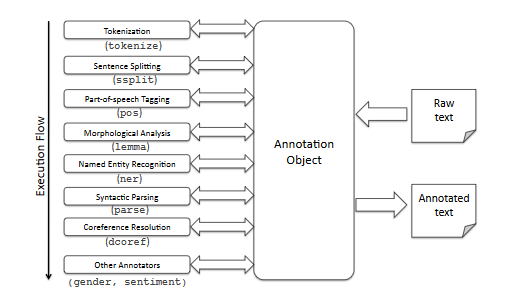 Execution Flow
Tokenization
(tokenize)
Sentence Splitting
(ssplit)
Part-of-speech Tagging
(pos)
Morphological Analysis
(lemma)
Named Entity Recognition
(ner)
Syntactic Parsing
(parse)
Coreference Resolution
(dcoref)
Other Annotators
(gender, sentiment)
Annotation
Object
Raw
text
Annotated
text